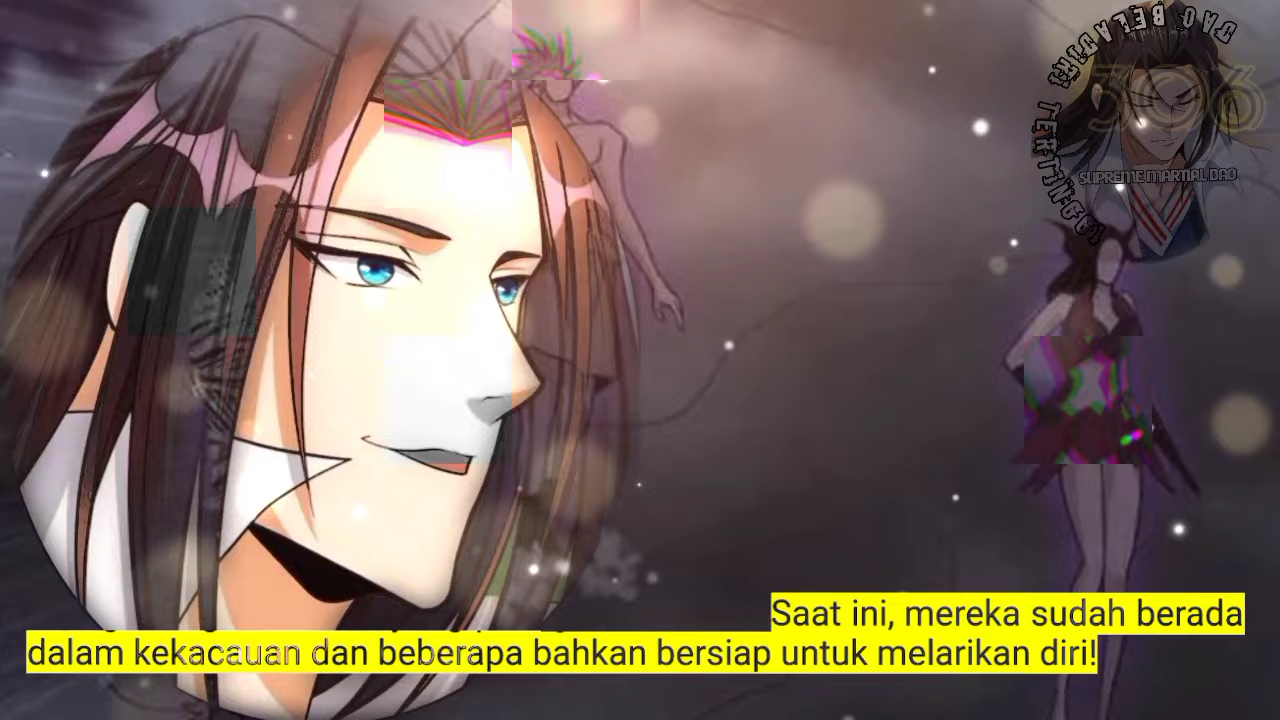 DAO BELADIRI TERTINGGI
306
SUPREME MARTIAL DAO
Saat ini, mereka sudah berada
dalam kekacauan dan beberapa bahkan bersiap untuk melarikan diri!